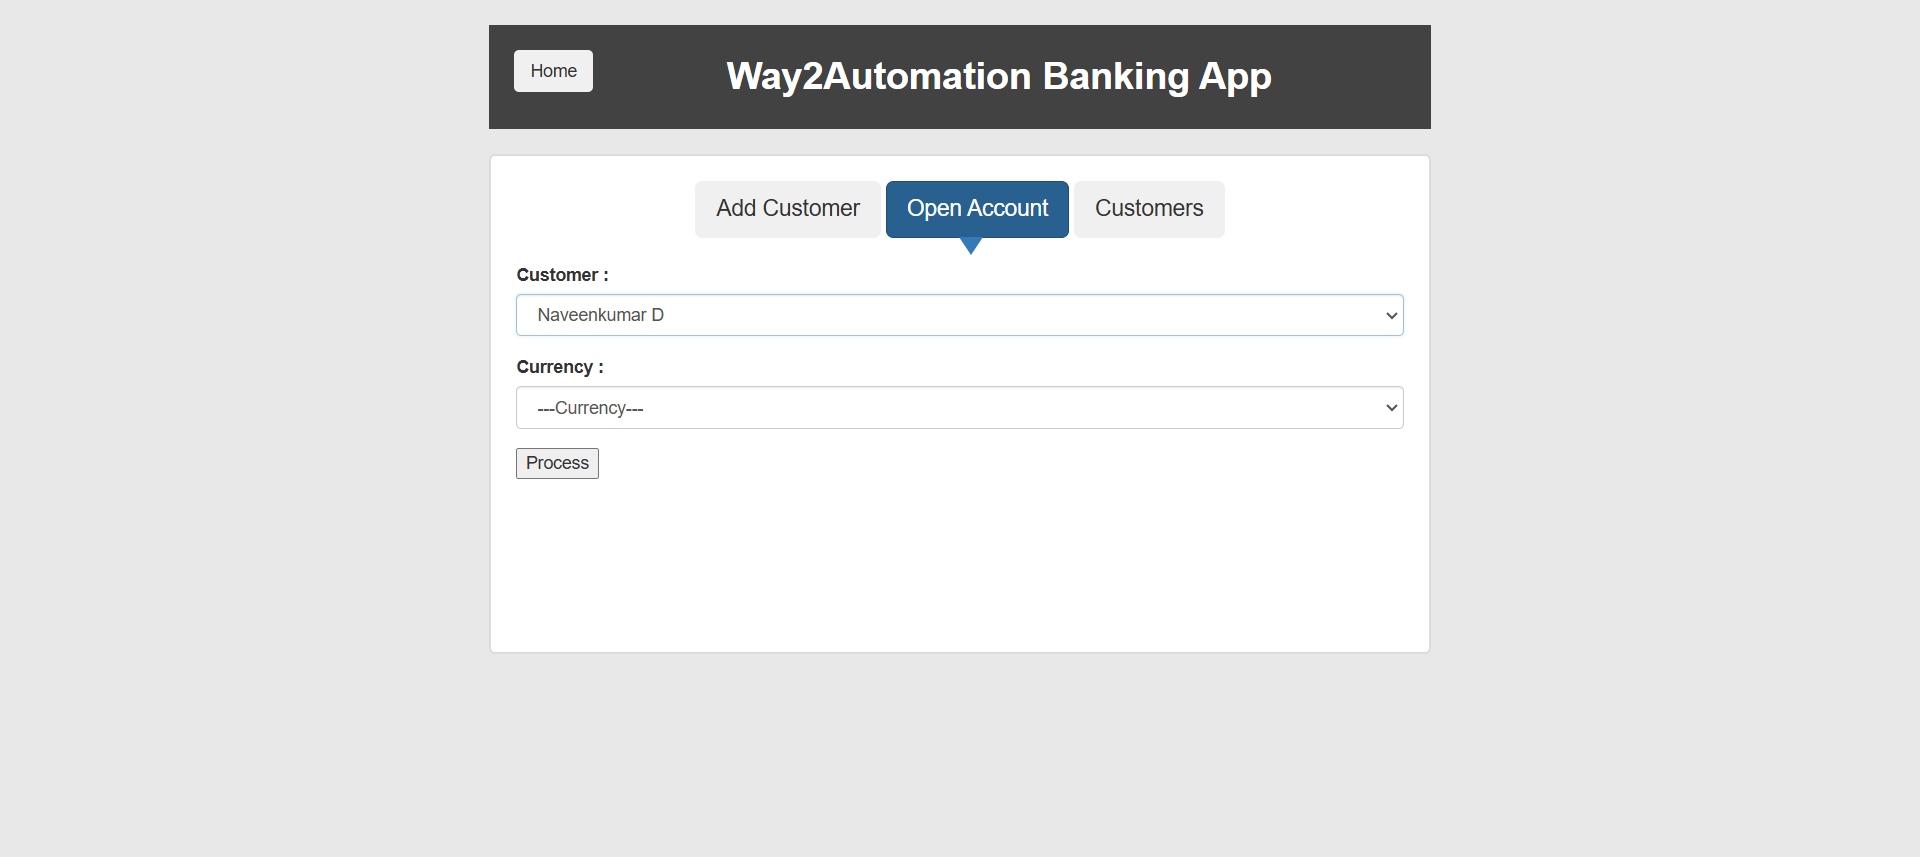 Home
Way2Automation Banking App
Add Customer
Open Account
Customers
Customer :
Naveenkumar D
Currency :
---Currency---
Process